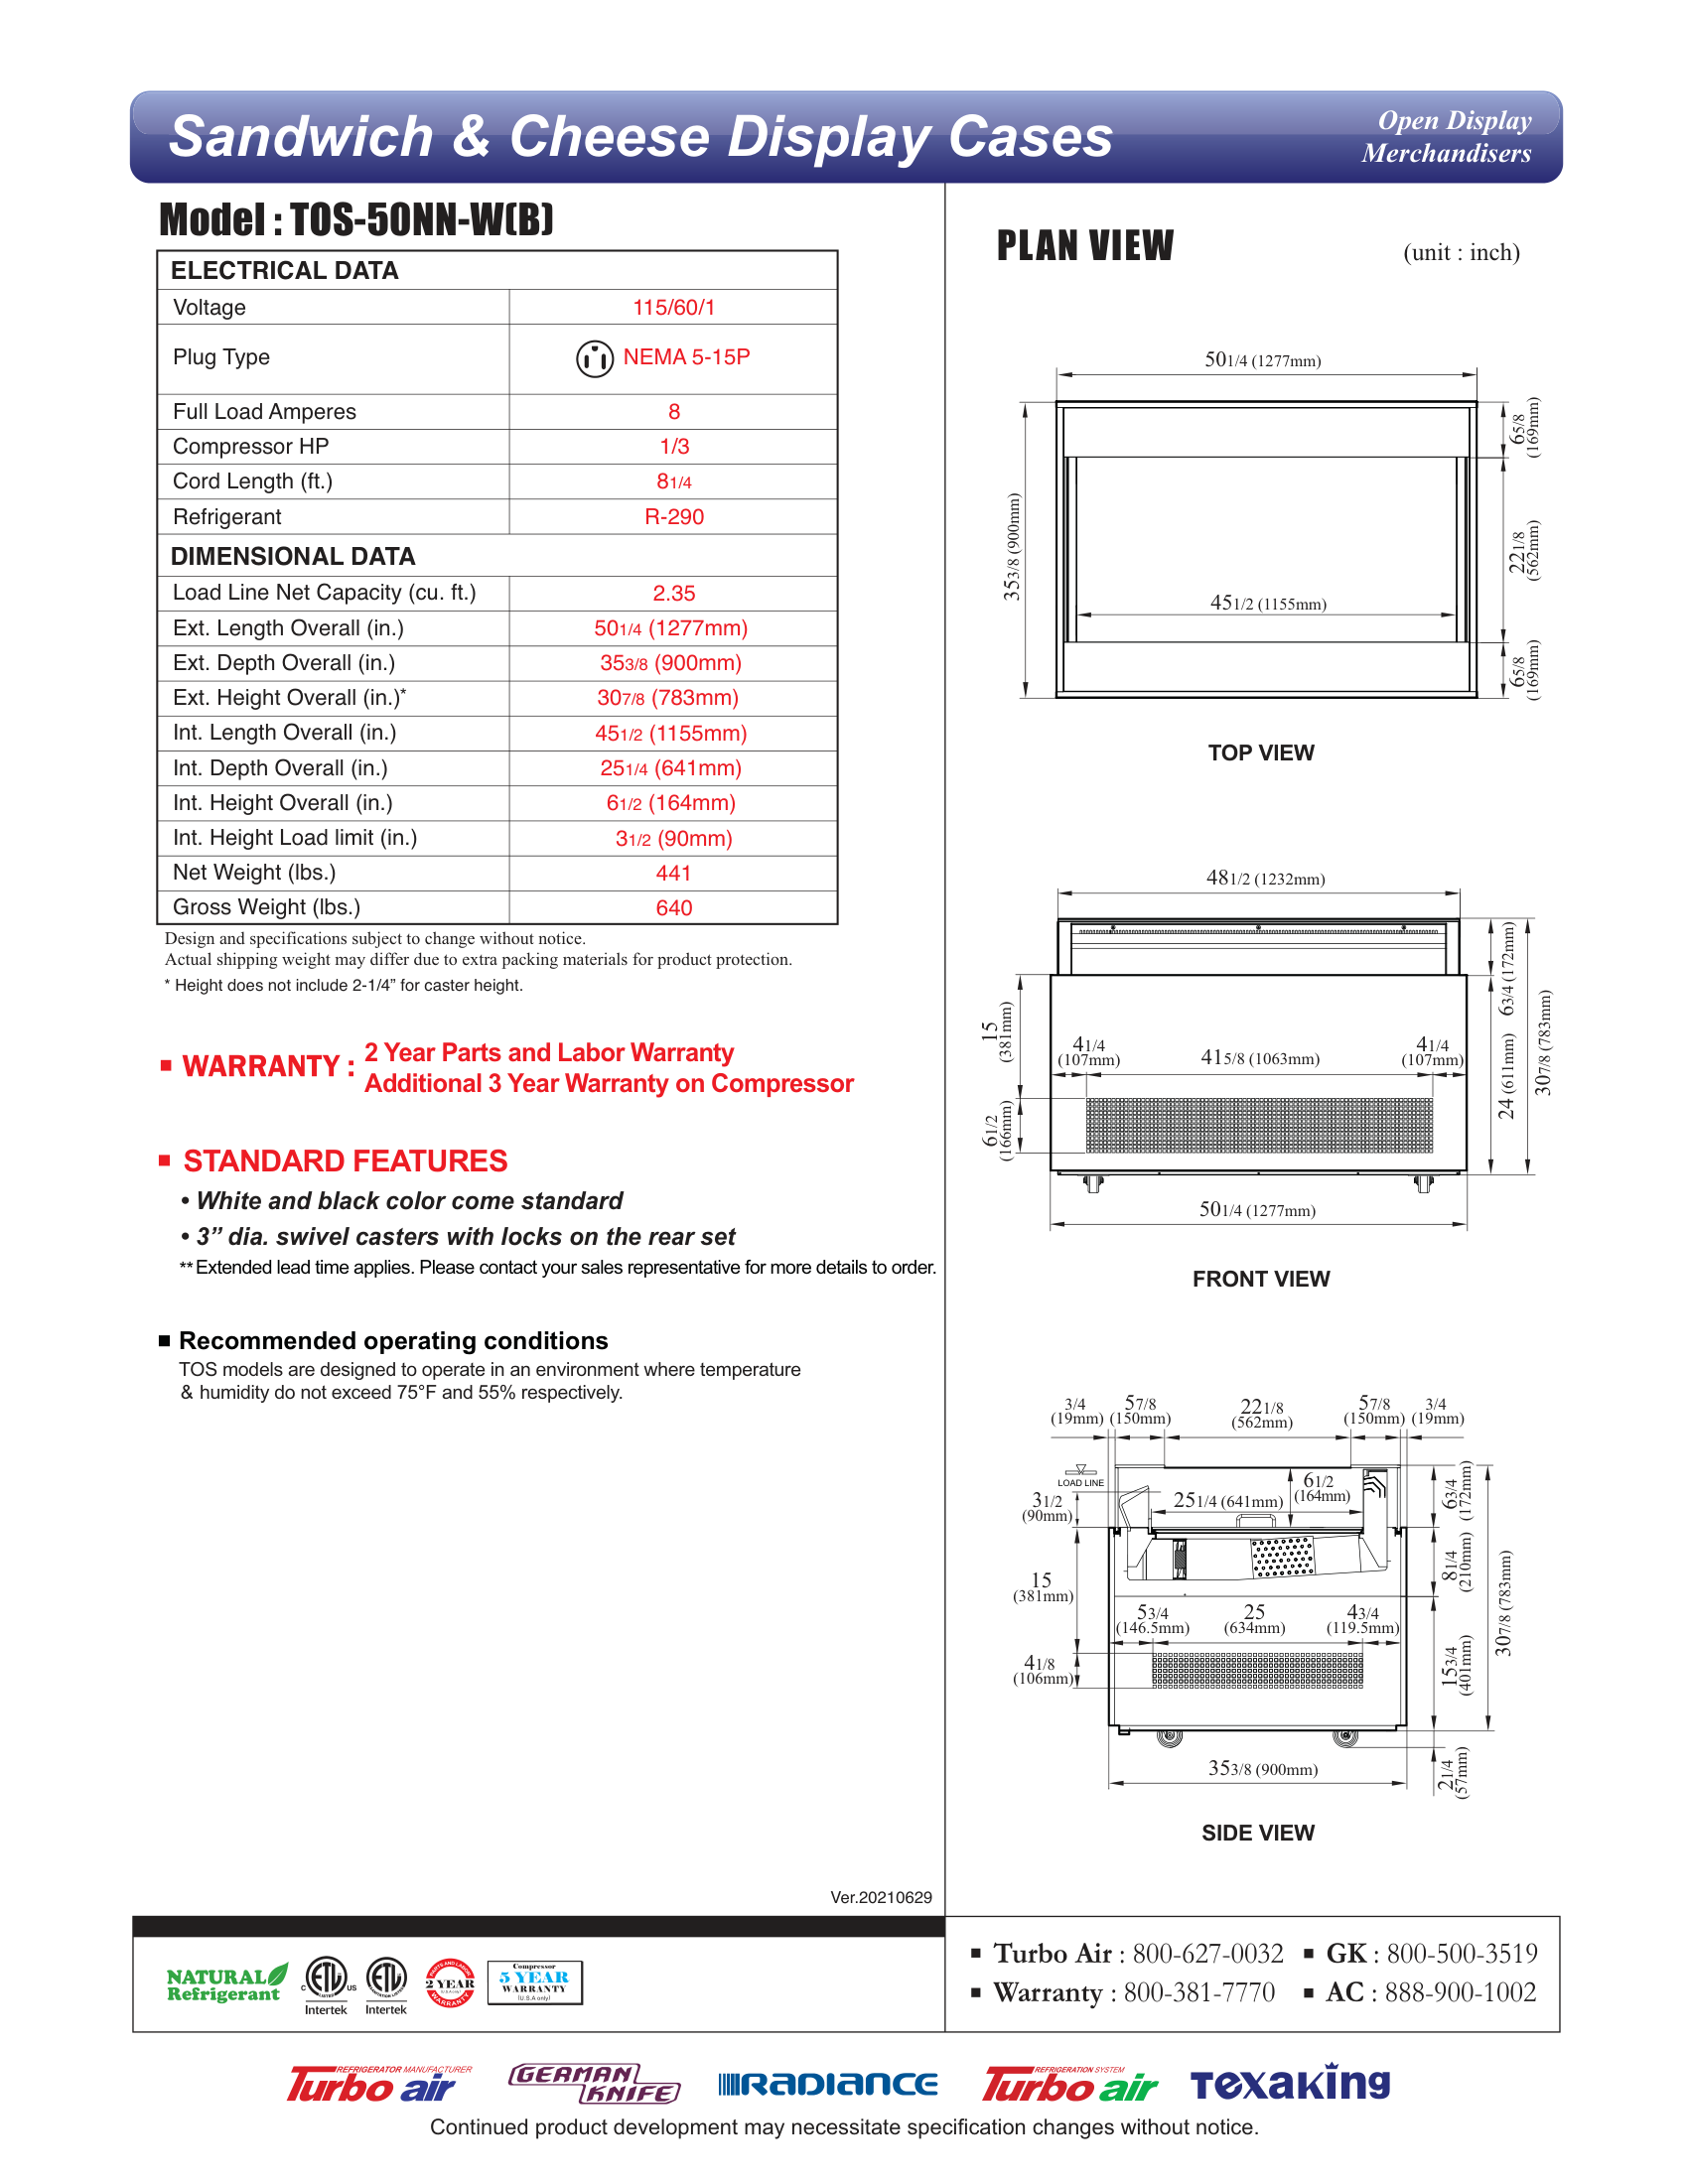 Sandwich & Cheese Display Cases
Open Display
Merchandisers
Model : TOS-50NN-W(B)
ELECTRICAL DATA
Voltage 115/60/1
Plug Type NEMA 5-15P
Full Load Amperes 8
Compressor HP 1/3
Cord Length (ft.) 81/4
Refrigerant R-290
DIMENSIONAL DATA
Load Line Net Capacity (cu. ft.) 2.35
Ext. Length Overall (in.) 501/4 (1277mm)
Ext. Depth Overall (in.) 353/8 (900mm)
Ext. Height Overall (in.)* 307/8 (783mm)
Int. Length Overall (in.) 451/2 (1155mm)
Int. Depth Overall (in.) 251/4 (641mm)
Int. Height Overall (in.) 61/2 (164mm)
Int. Height Load limit (in.) 31/2 (90mm)
Net Weight (lbs.) 441
Gross Weight (lbs.) 640
Design and specifications subject to change without notice.
Actual shipping weight may differ due to extra packing materials for product protection.
* Height does not include 2-1/4” for caster height.
■ WARRANTY : 2 Year Parts and Labor Warranty
Additional 3 Year Warranty on Compressor
■ STANDARD FEATURES
• White and black color come standard
• 3” dia. swivel casters with locks on the rear set
** Extended lead time applies. Please contact your sales representative for more details to order.
■ Recommended operating conditions
TOS models are designed to operate in an environment where temperature
& humidity do not exceed 75°F and 55% respectively.
Ver.20210629
PLAN VIEW (unit : inch)
501/4 (1277mm)
353/8 (900mm)
65/8
(169mm)
221/8
(562mm)
65/8
(169mm)
451/2 (1155mm)
TOP VIEW
481/2 (1232mm)
15
(381mm)
61/2
(166mm)
41/4
(107mm)
415/8 (1063mm)
41/4
(107mm)
63/4 (172mm)
24 (611mm)
307/8 (783mm)
501/4 (1277mm)
FRONT VIEW
3/4
(19mm)
57/8
(150mm)
221/8
(562mm)
57/8
(150mm)
3/4
(19mm)
LOAD LINE
31/2
(90mm)
251/4 (641mm)
61/2
(164mm)
63/4
(172mm)
81/4
(210mm)
15
(381mm)
53/4
(146.5mm)
25
(634mm)
43/4
(119.5mm)
41/8
(106mm)
153/4
(401mm)
307/8 (783mm)
21/4
(57mm)
353/8 (900mm)
SIDE VIEW
NATURAL
Refrigerant
C ETL US
Intertek
ETL
Intertek
PARTS AND LABOR
2 YEAR
WARRANTY
Compressor
5 YEAR
WARRANTY
(U.S.A only)
■ Turbo Air : 800-627-0032 ■ GK : 800-500-3519
■ Warranty : 800-381-7770 ■ AC : 888-900-1002
REFRIGERATOR MANUFACTURER
Turbo air
GERMAN
KNIFE
RADIANCE
REFRIGERATION SYSTEM
Turbo air
TEXAKING
Continued product development may necessitate specification changes without notice.